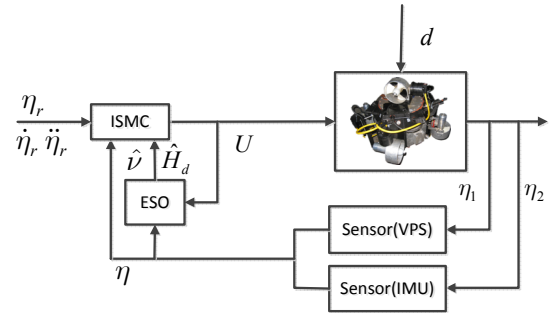 d
η_r
η̇_r η̈_r
ISMC
U
ν̂ Ĥ_d
ESO
η_1
η_2
Sensor(VPS)
η
Sensor(IMU)